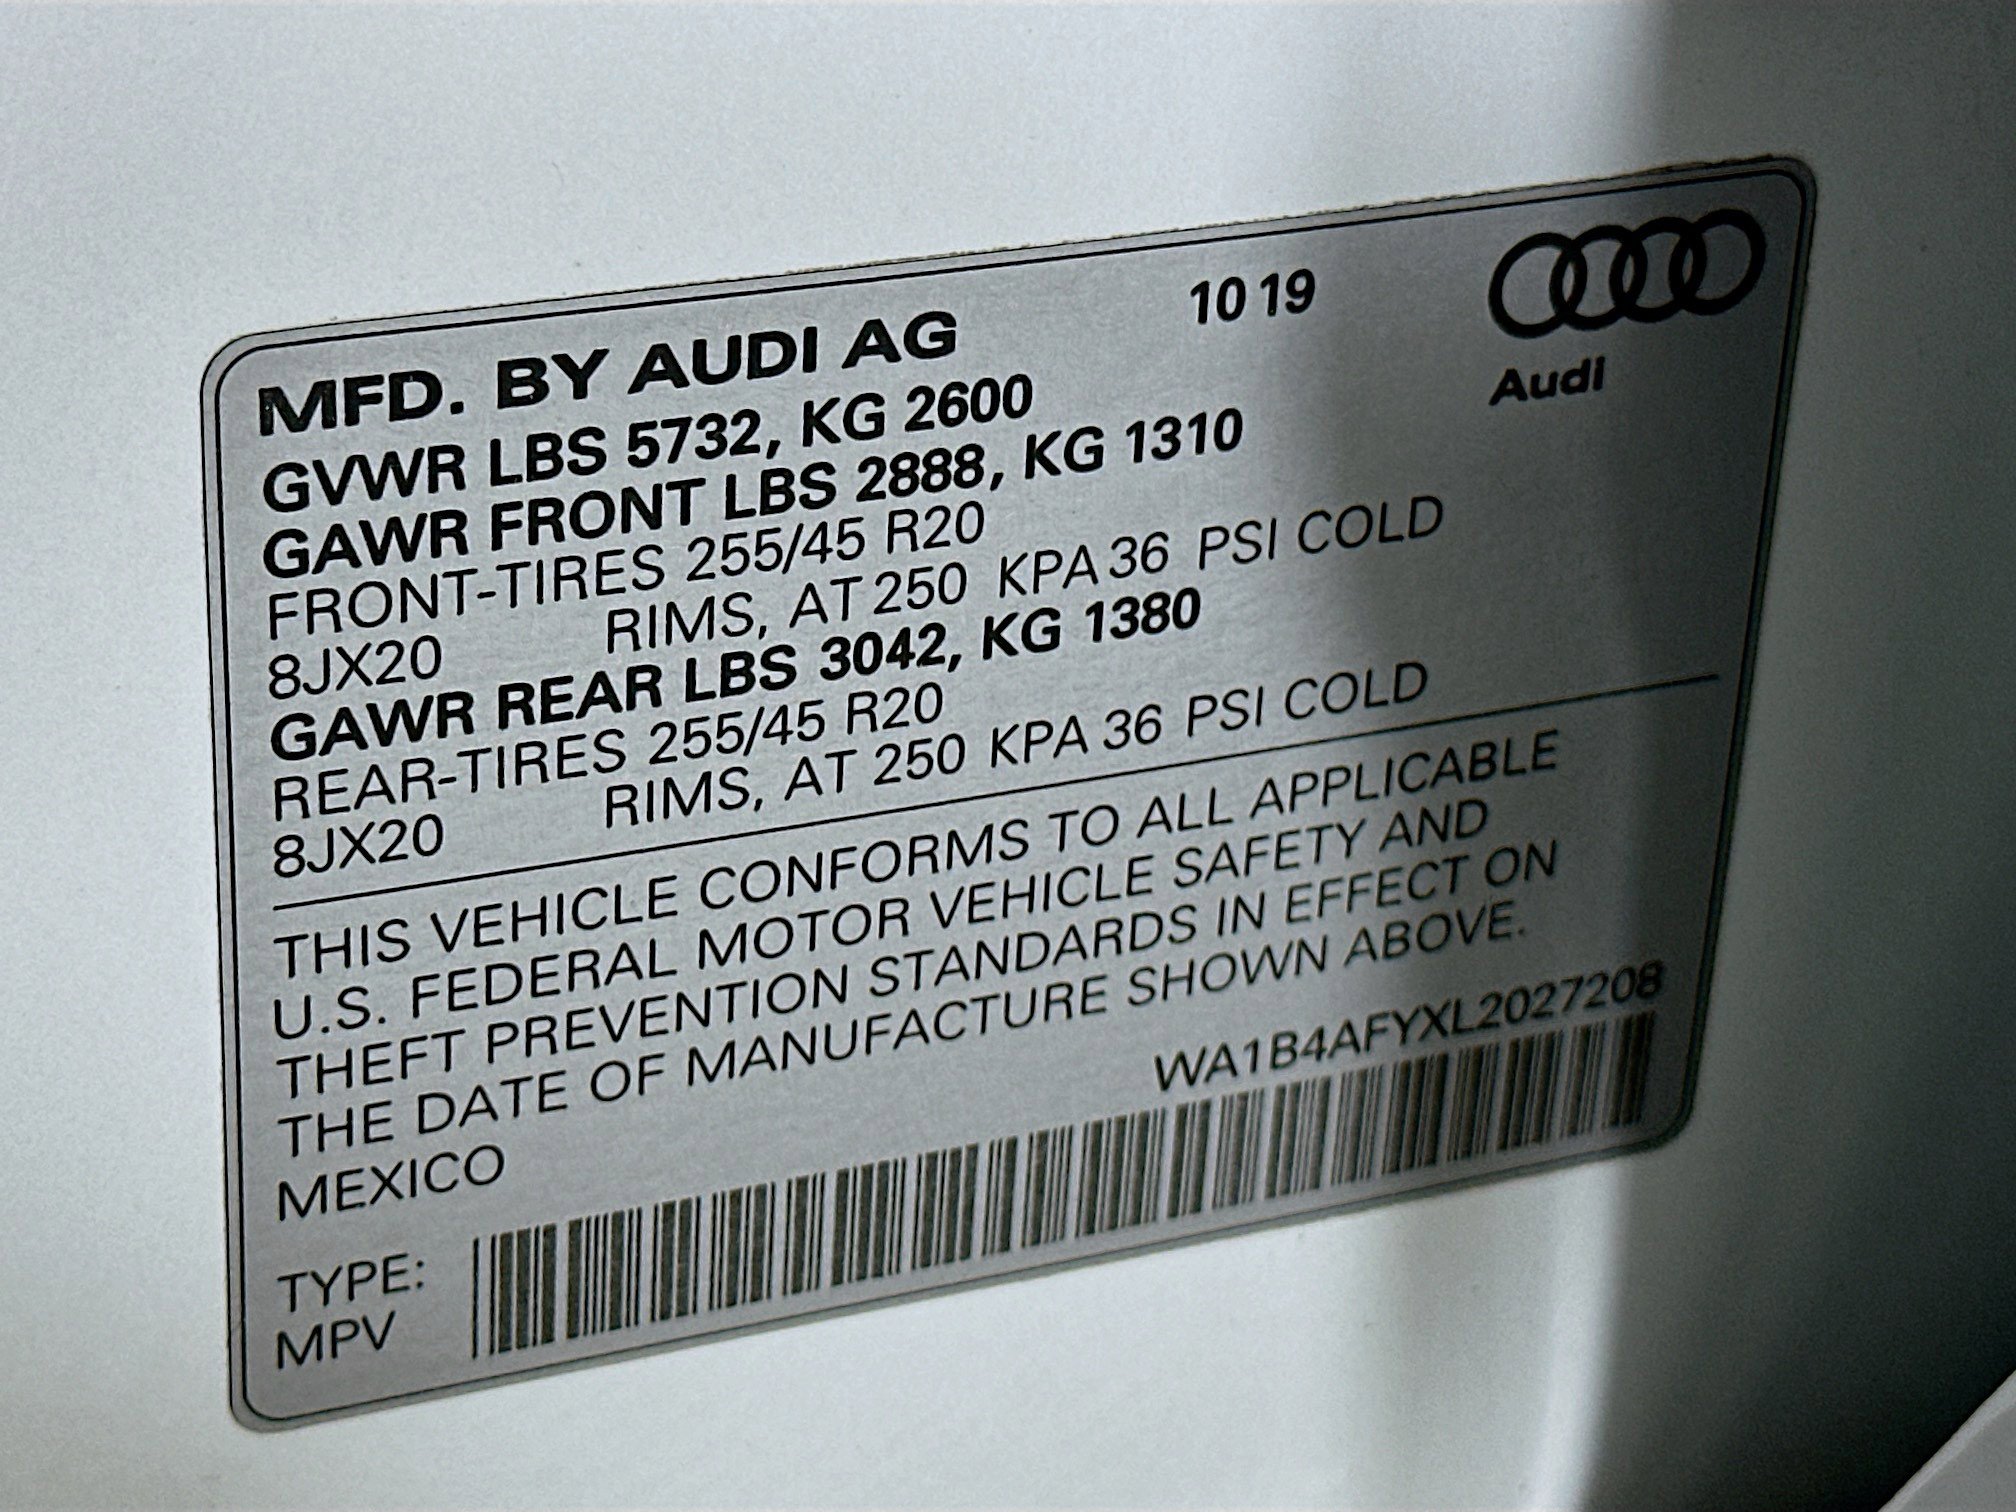 MFD. BY AUDI AG 10 19
Audi
GVWR LBS 5732, KG 2600
GAWR FRONT LBS 2888, KG 1310
FRONT-TIRES 255/45 R20
8JX20 RIMS, AT 250 KPA 36 PSI COLD
GAWR REAR LBS 3042, KG 1380
REAR-TIRES 255/45 R20
8JX20 RIMS, AT 250 KPA 36 PSI COLD
THIS VEHICLE CONFORMS TO ALL APPLICABLE
U.S. FEDERAL MOTOR VEHICLE SAFETY AND
THEFT PREVENTION STANDARDS IN EFFECT ON
THE DATE OF MANUFACTURE SHOWN ABOVE.
MEXICO WA1B4AFYXL2027208
TYPE:
MPV